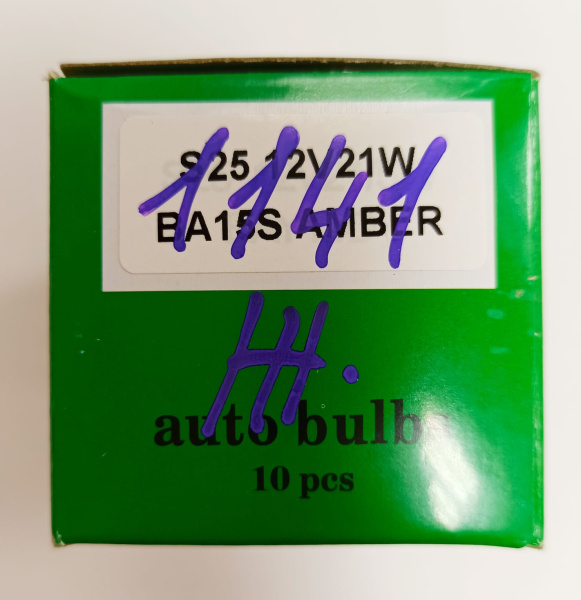 S25 12V21W
1141
BA15S AMBER
auto bulbs
10 pcs